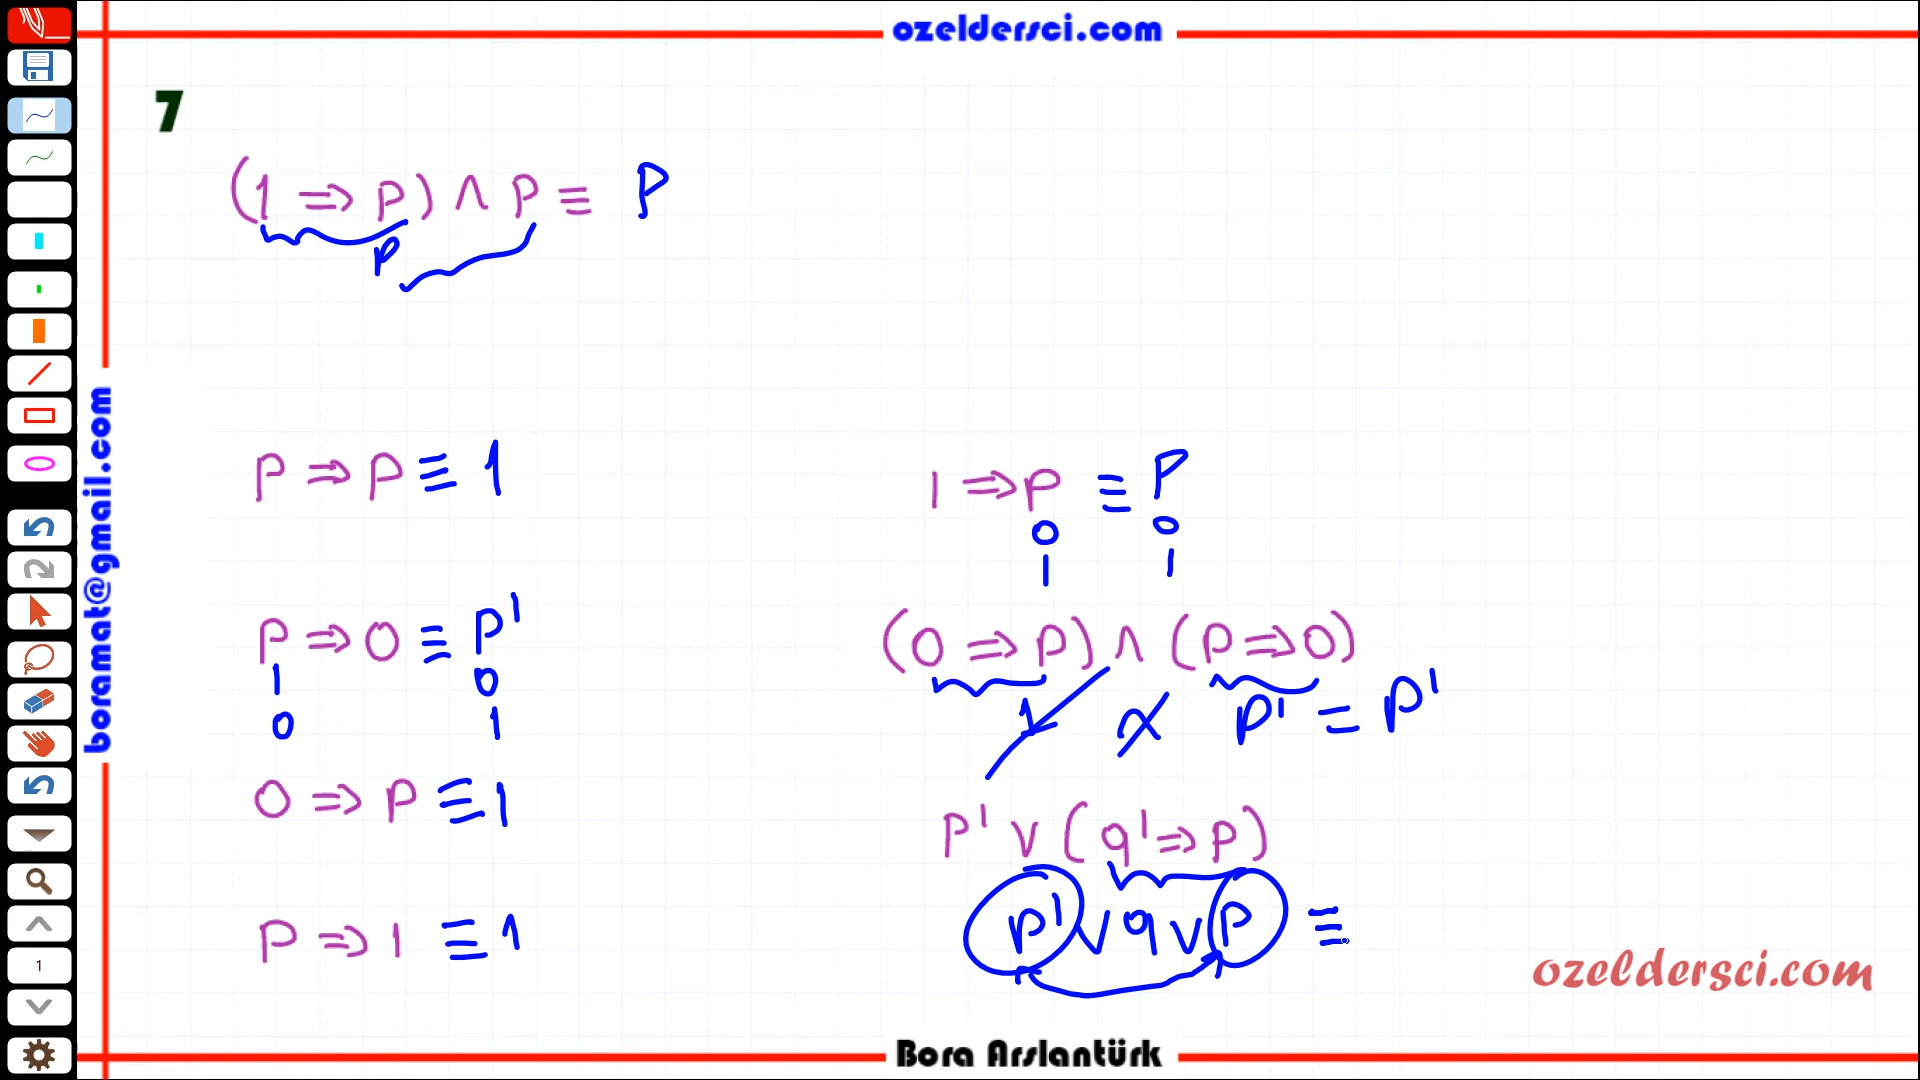 ozeldersci.com
7
(1 ⇒ p) ∧ p ≡ p
p
p ⇒ p ≡ 1
p ⇒ 0 ≡ p'
1 0
0 1
0 ⇒ p ≡ 1
p ⇒ 1 ≡ 1
1 ⇒ p ≡ p
0 0
1 1
(0 ⇒ p) ∧ (p ⇒ 0)
1 ∧ p' ≡ p'
p' ∨ (q' ⇒ p)
p' ∨ q ∨ p ≡
boramat@gmail.com
ozeldersci.com
Bora Arslantürk
1